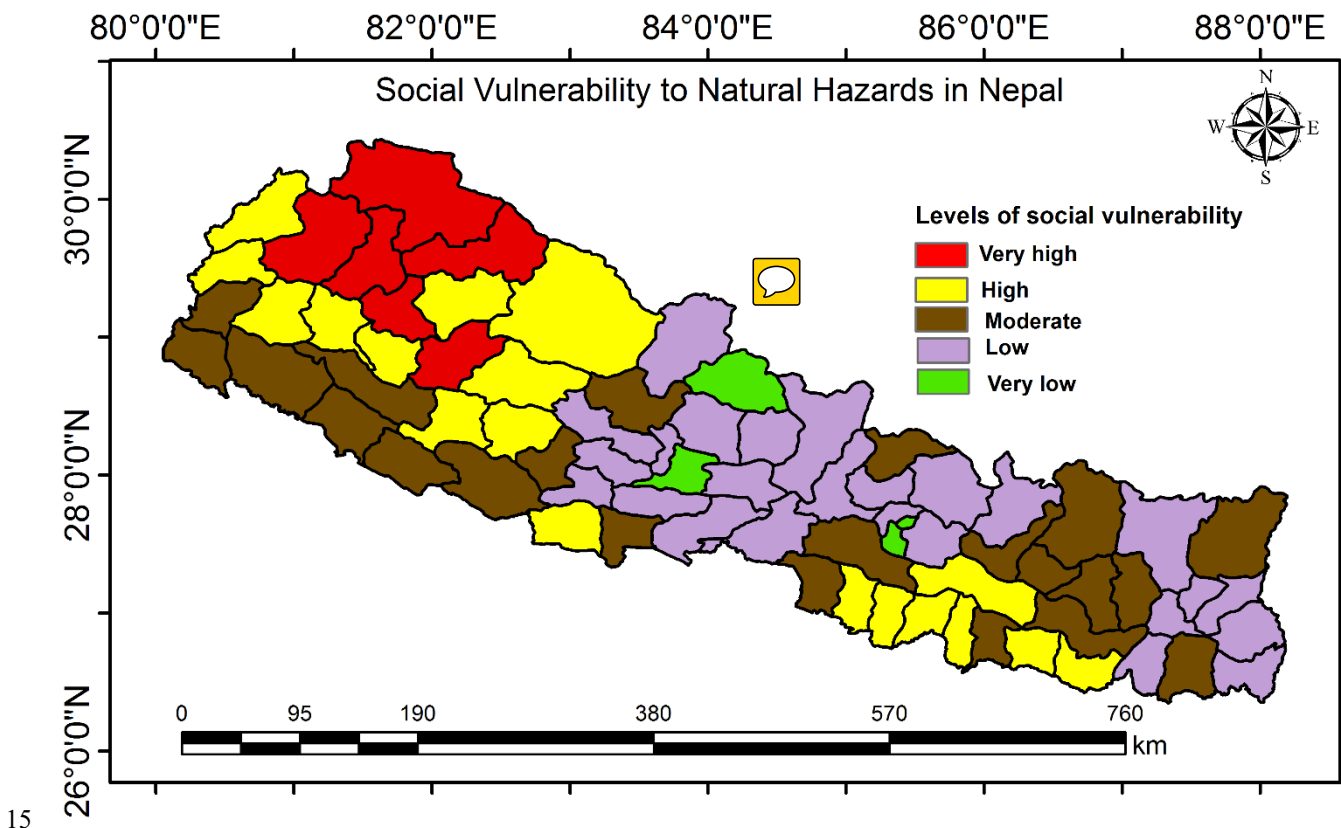 80°0'0"E 82°0'0"E 84°0'0"E 86°0'0"E 88°0'0"E
Social Vulnerability to Natural Hazards in Nepal
N
W E
S
30°0'0"N
28°0'0"N
26°0'0"N
Levels of social vulnerability
Very high
High
Moderate
Low
Very low
0 95 190 380 570 760
km
15